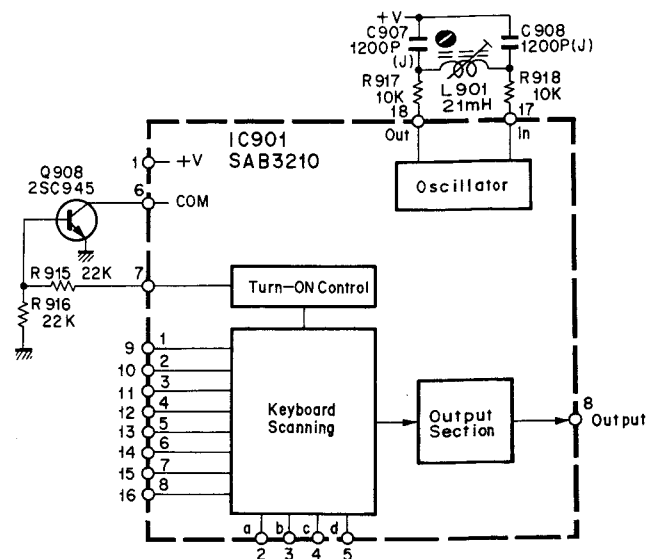 +V
C907
1200P
(J)
C908
1200P(J)
R917
10K
L901
21mH
R918
10K
18
17
Out
In
IC901
SAB3210
Oscillator
1
+V
Q908
2SC945
6
COM
R915 22K
7
R916
22K
Turn-ON Control
9 1
10 2
11 3
12 4
13 5
14 6
15 7
16 8
Keyboard
Scanning
Output
Section
8
Output
a b c d
2 3 4 5